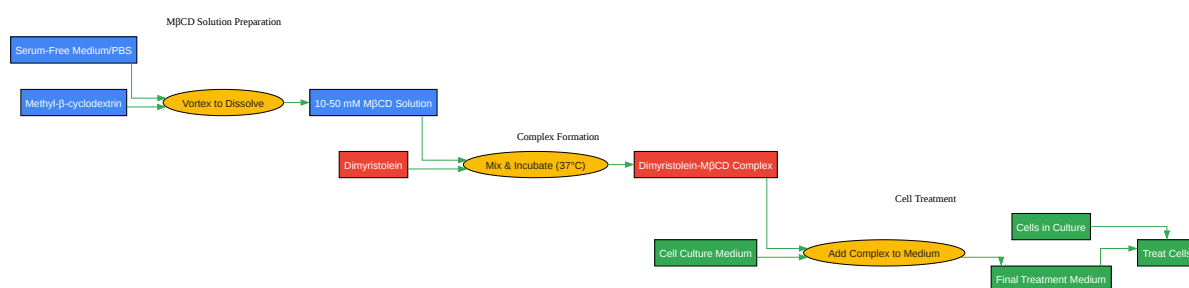 MβCD Solution Preparation
Serum-Free Medium/PBS
Methyl-β-cyclodextrin
Vortex to Dissolve
10-50 mM MβCD Solution
Complex Formation
Dimyristolein
Mix & Incubate (37°C)
Dimyristolein-MβCD Complex
Cell Treatment
Cell Culture Medium
Add Complex to Medium
Cells in Culture
Final Treatment Medium
Treat Cells